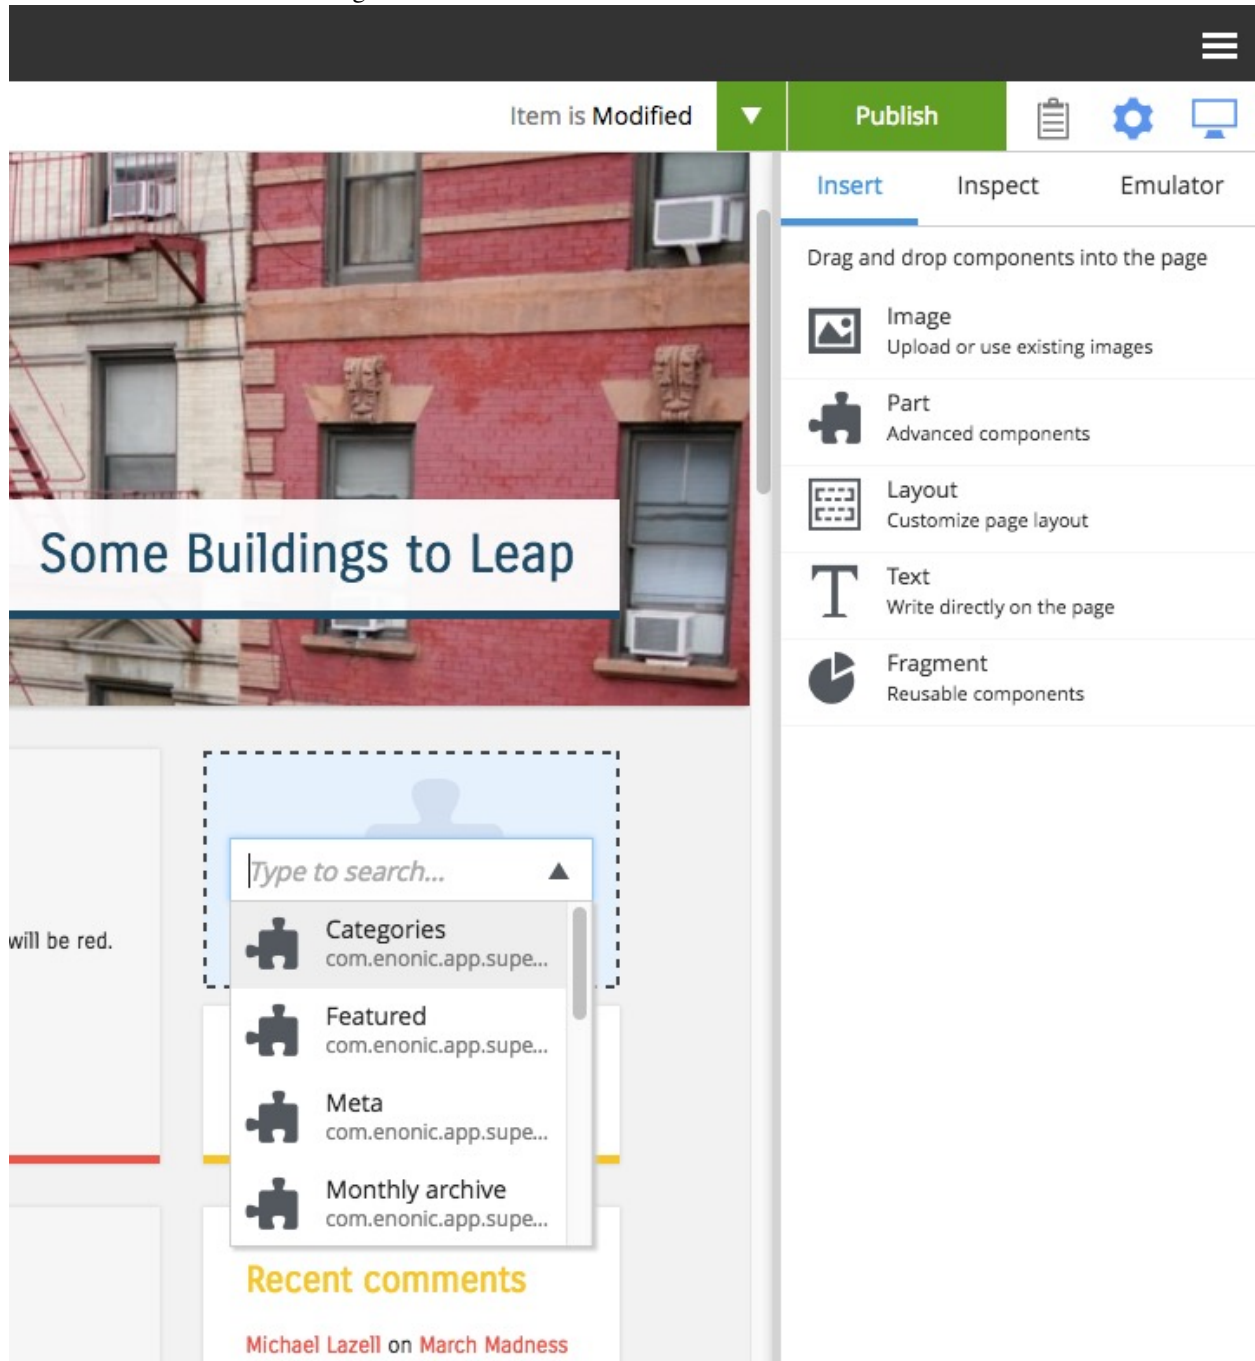 Item is Modified
Publish
Insert Inspect Emulator
Drag and drop components into the page
Image
Upload or use existing images
Part
Advanced components
Layout
Customize page layout
Text
Write directly on the page
Fragment
Reusable components
Some Buildings to Leap
will be red.
Type to search...
Categories
com.enonic.app.supe...
Featured
com.enonic.app.supe...
Meta
com.enonic.app.supe...
Monthly archive
com.enonic.app.supe...
Recent comments
Michael Lazell on March Madness